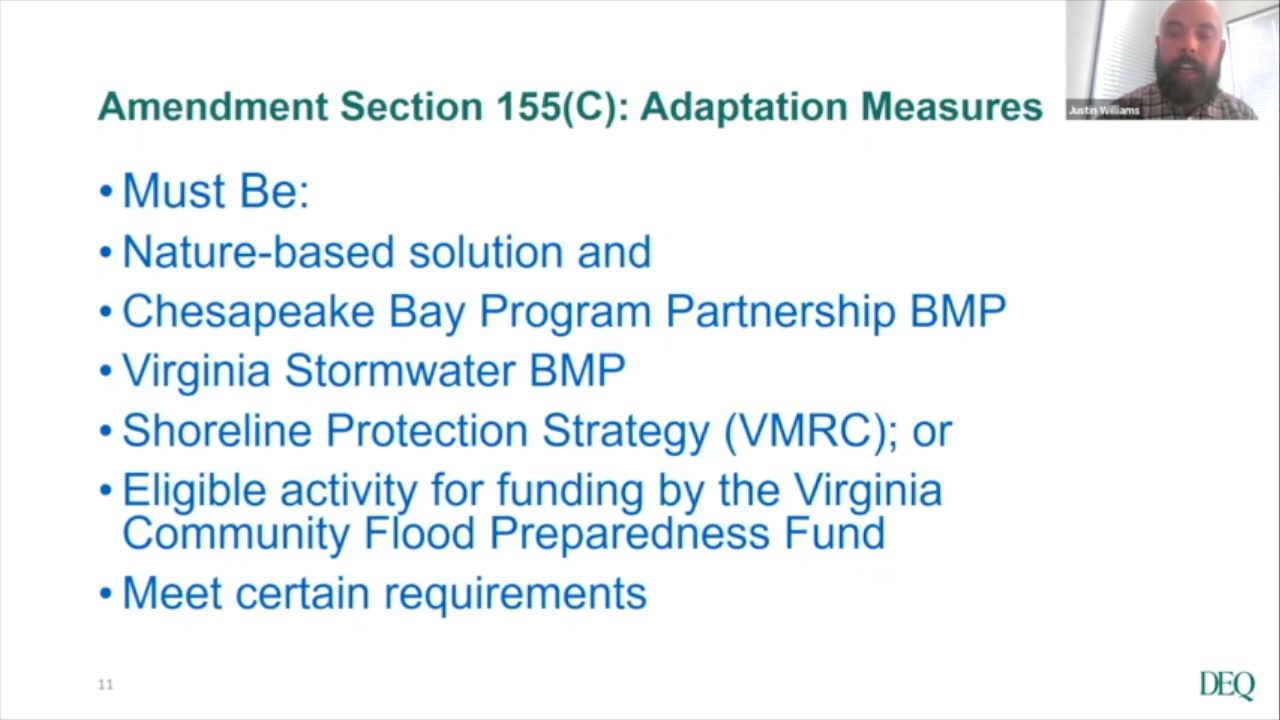 Amendment Section 155(C): Adaptation Measures
Justin Williams
• Must Be:
• Nature-based solution and
• Chesapeake Bay Program Partnership BMP
• Virginia Stormwater BMP
• Shoreline Protection Strategy (VMRC); or
• Eligible activity for funding by the Virginia
Community Flood Preparedness Fund
• Meet certain requirements
11
DEQ